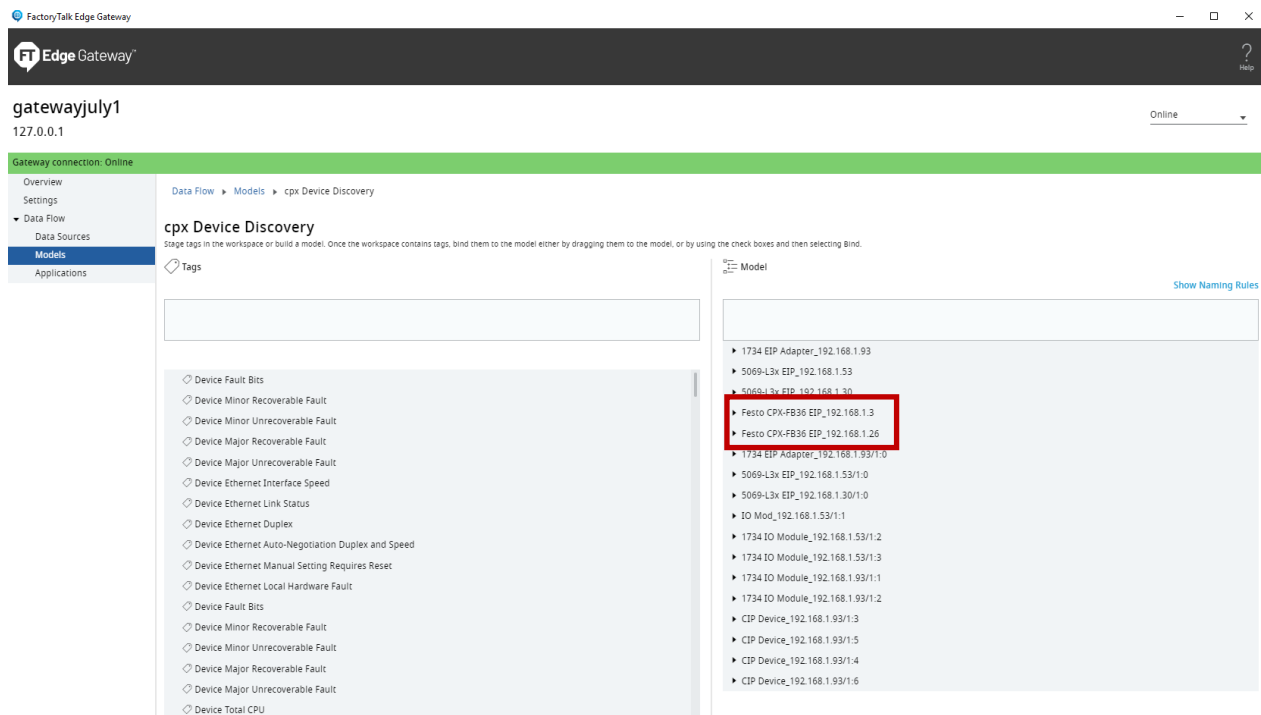 FactoryTalk Edge Gateway
FT Edge Gateway™
?
Help
gatewayjuly1
127.0.0.1
Online
Gateway connection: Online
Overview
Settings
Data Flow
Data Sources
Models
Applications
Data Flow ▸ Models ▸ cpx Device Discovery
cpx Device Discovery
Stage tags in the workspace or build a model. Once the workspace contains tags, bind them to the model either by dragging them to the model, or by using the check boxes and then selecting Bind.
Tags
Device Fault Bits
Device Minor Recoverable Fault
Device Minor Unrecoverable Fault
Device Major Recoverable Fault
Device Major Unrecoverable Fault
Device Ethernet Interface Speed
Device Ethernet Link Status
Device Ethernet Duplex
Device Ethernet Auto-Negotiation Duplex and Speed
Device Ethernet Manual Setting Requires Reset
Device Ethernet Local Hardware Fault
Device Fault Bits
Device Minor Recoverable Fault
Device Minor Unrecoverable Fault
Device Major Recoverable Fault
Device Major Unrecoverable Fault
Device Total CPU
Model
Show Naming Rules
1734 EIP Adapter_192.168.1.93
5069-L3x EIP_192.168.1.53
5069-L3x EIP_192.168.1.30
Festo CPX-FB36 EIP_192.168.1.3
Festo CPX-FB36 EIP_192.168.1.26
1734 EIP Adapter_192.168.1.93/1:0
5069-L3x EIP_192.168.1.53/1:0
5069-L3x EIP_192.168.1.30/1:0
IO Mod_192.168.1.53/1:1
1734 IO Module_192.168.1.53/1:2
1734 IO Module_192.168.1.53/1:3
1734 IO Module_192.168.1.93/1:1
1734 IO Module_192.168.1.93/1:2
CIP Device_192.168.1.93/1:3
CIP Device_192.168.1.93/1:5
CIP Device_192.168.1.93/1:4
CIP Device_192.168.1.93/1:6